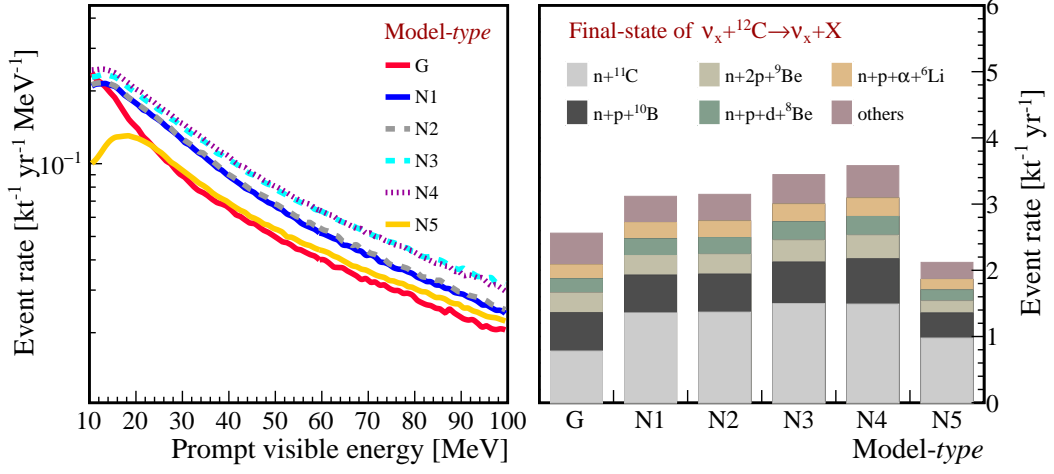 Model-type
G
N1
N2
N3
N4
N5
10⁻¹
Event rate [kt⁻¹ yr⁻¹ MeV⁻¹]
10 20 30 40 50 60 70 80 90 100
Prompt visible energy [MeV]
Final-state of νₓ+¹²C→νₓ+X
n+¹¹C n+2p+⁹Be n+p+α+⁶Li
n+p+¹⁰B n+p+d+⁸Be others
6
5
4
3
2
1
0
Event rate [kt⁻¹ yr⁻¹]
G N1 N2 N3 N4 N5
Model-type